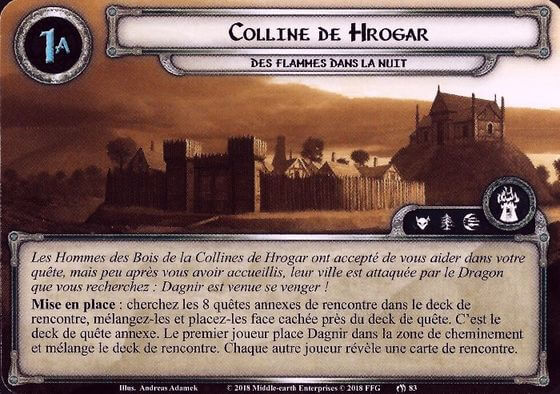 1A
COLLINE DE HROGAR
DES FLAMMES DANS LA NUIT
Les Hommes des Bois de la Collines de Hrogar ont accepté de vous aider dans votre
quête, mais peu après vous avoir accueillis, leur ville est attaquée par le Dragon
que vous recherchez : Dagnir est venue se venger !
Mise en place : cherchez les 8 quêtes annexes de rencontre dans le deck de
rencontre, mélangez-les et placez-les face cachée près du deck de quête. C'est le
deck de quête annexe. Le premier joueur place Dagnir dans la zone de cheminement
et mélange le deck de rencontre. Chaque autre joueur révèle une carte de rencontre.
Illus. Andreas Adamek © 2018 Middle-earth Enterprises © 2018 FFG 83